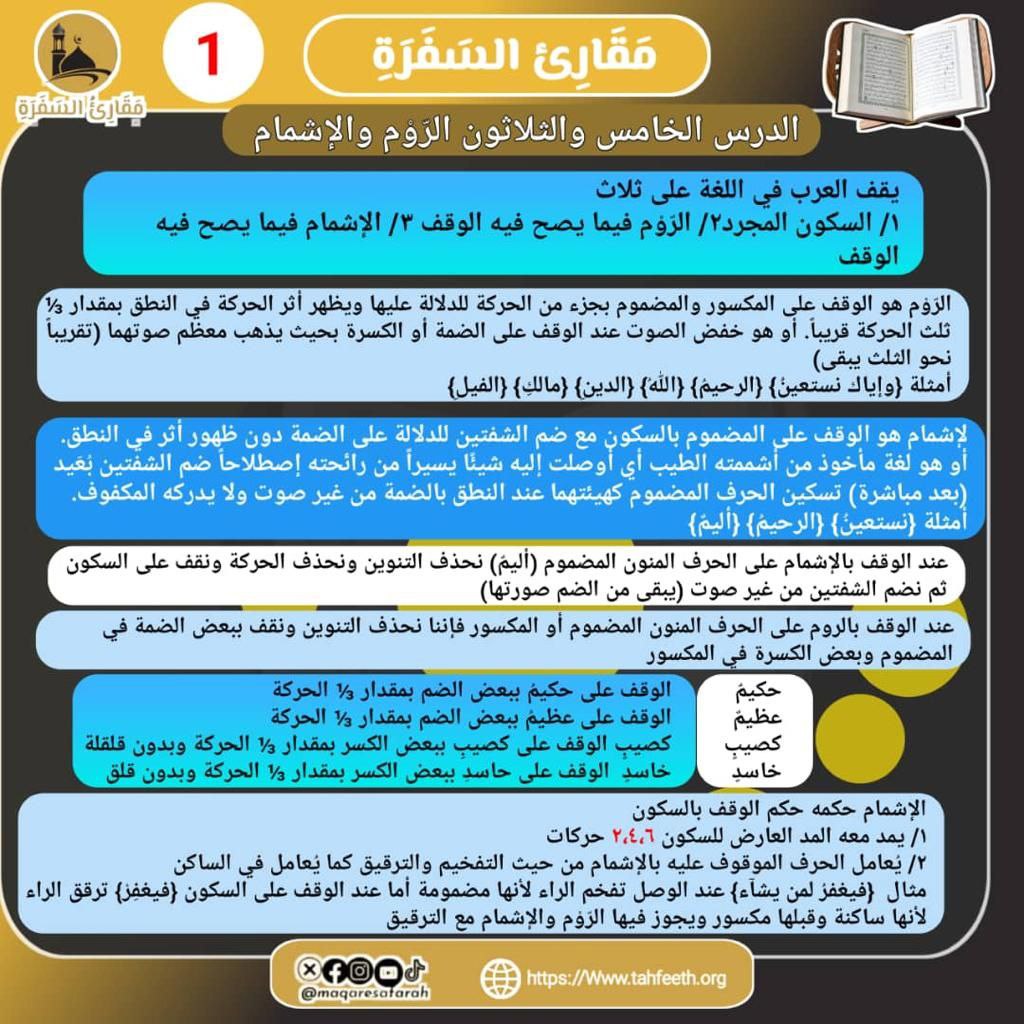 مَقَارِئُ السَفَرَةِ
1
مَقَارِئ السَفَرَةِ
الدرس الخامس والثلاثون الرّوْم والإشمام
يقف العرب في اللغة على ثلاث
١/ السكون المجرد٢/ الرّوْم فيما يصح فيه الوقف ٣/ الإشمام فيما يصح فيه
الوقف
الرَوْم هو الوقف على المكسور والمضموم بجزء من الحركة للدلالة عليها ويظهر أثر الحركة في النطق بمقدار ⅓
ثلث الحركة قريباً. أو هو خفض الصوت عند الوقف على الضمة أو الكسرة بحيث يذهب معظم صوتهما (تقريباً
نحو الثلث يبقى)
أمثلة {وإياك نستعينُ} {الرحيمُ} {اللهُ} {الدينِ} {مالكِ} {الفيلِ}
لإشمام هو الوقف على المضموم بالسكون مع ضم الشفتين للدلالة على الضمة دون ظهور أثر في النطق.
أو هو لغة مأخوذ من أشممته الطيب أي أوصلت إليه شيئًا يسيراً من رائحته إصطلاحاً ضم الشفتين بُعَيد
(بعد مباشرة) تسكين الحرف المضموم كهيئتهما عند النطق بالضمة من غير صوت ولا يدركه المكفوف.
أمثلة {نستعينُ} {الرحيمُ} {أليمٌ}
عند الوقف بالإشمام على الحرف المنون المضموم (أليمٌ) نحذف التنوين ونحذف الحركة ونقف على السكون
ثم نضم الشفتين من غير صوت (يبقى من الضم صورتها)
عند الوقف بالروم على الحرف المنون المضموم أو المكسور فإننا نحذف التنوين ونقف ببعض الضمة في
المضموم وبعض الكسرة في المكسور
حكيمٌ
عظيمٌ
كصيبٍ
خاسدِ
الوقف على حكيمُ ببعض الضم بمقدار ⅓ الحركة
الوقف على عظيمُ ببعض الضم بمقدار ⅓ الحركة
كصيبٍ الوقف على كصيبِ ببعض الكسر بمقدار ⅓ الحركة وبدون قلقلة
خاسدِ الوقف على حاسدِ ببعض الكسر بمقدار ⅓ الحركة وبدون قلق
الإشمام حكمه حكم الوقف بالسكون
١/ يمد معه المد العارض للسكون ٢،٤،٦ حركات
٢/ يُعامل الحرف الموقوف عليه بالإشمام من حيث التفخيم والترقيق كما يُعامل في الساكن
مثال {فيغفرُ لمن يشآء} عند الوصل تفخم الراء لأنها مضمومة أما عند الوقف على السكون {فيغفِرْ} ترقق الراء
لأنها ساكنة وقبلها مكسور ويجوز فيها الرَوْم والإشمام مع الترقيق
@maqaresafarah
https://Www.tahfeeth.org